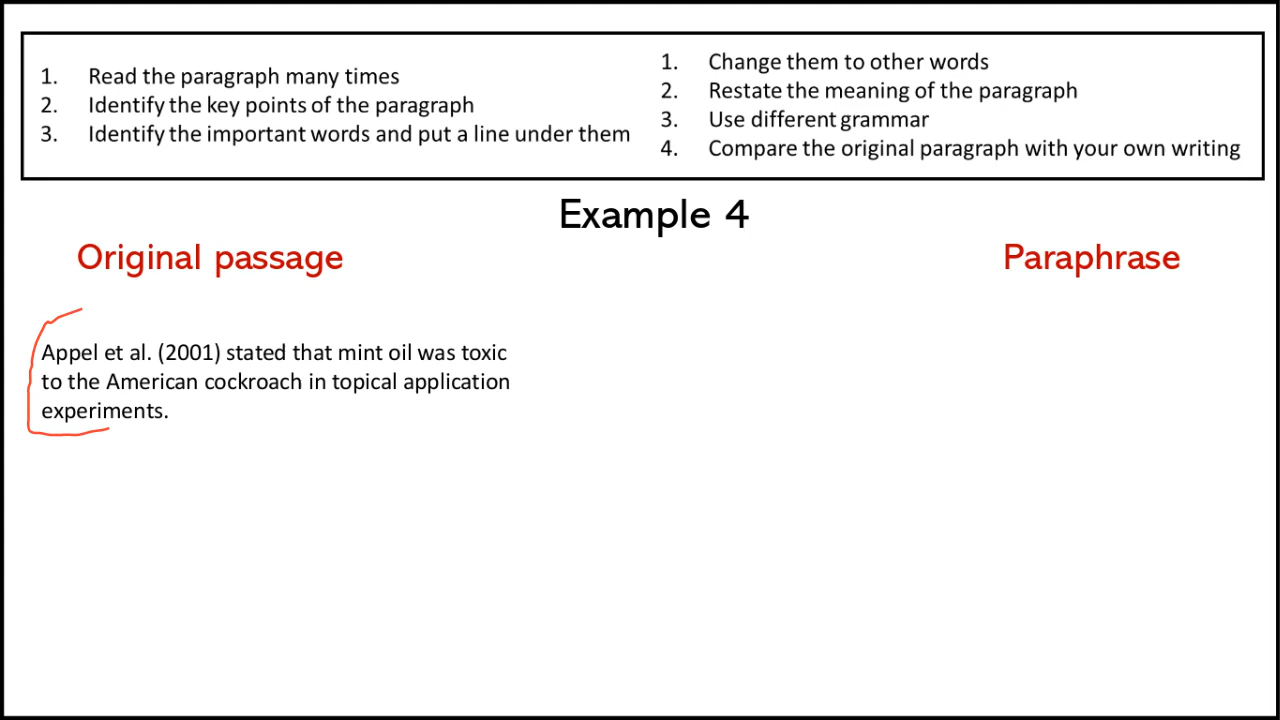 1. Read the paragraph many times
2. Identify the key points of the paragraph
3. Identify the important words and put a line under them
1. Change them to other words
2. Restate the meaning of the paragraph
3. Use different grammar
4. Compare the original paragraph with your own writing
Example 4
Original passage
Paraphrase
Appel et al. (2001) stated that mint oil was toxic
to the American cockroach in topical application
experiments.